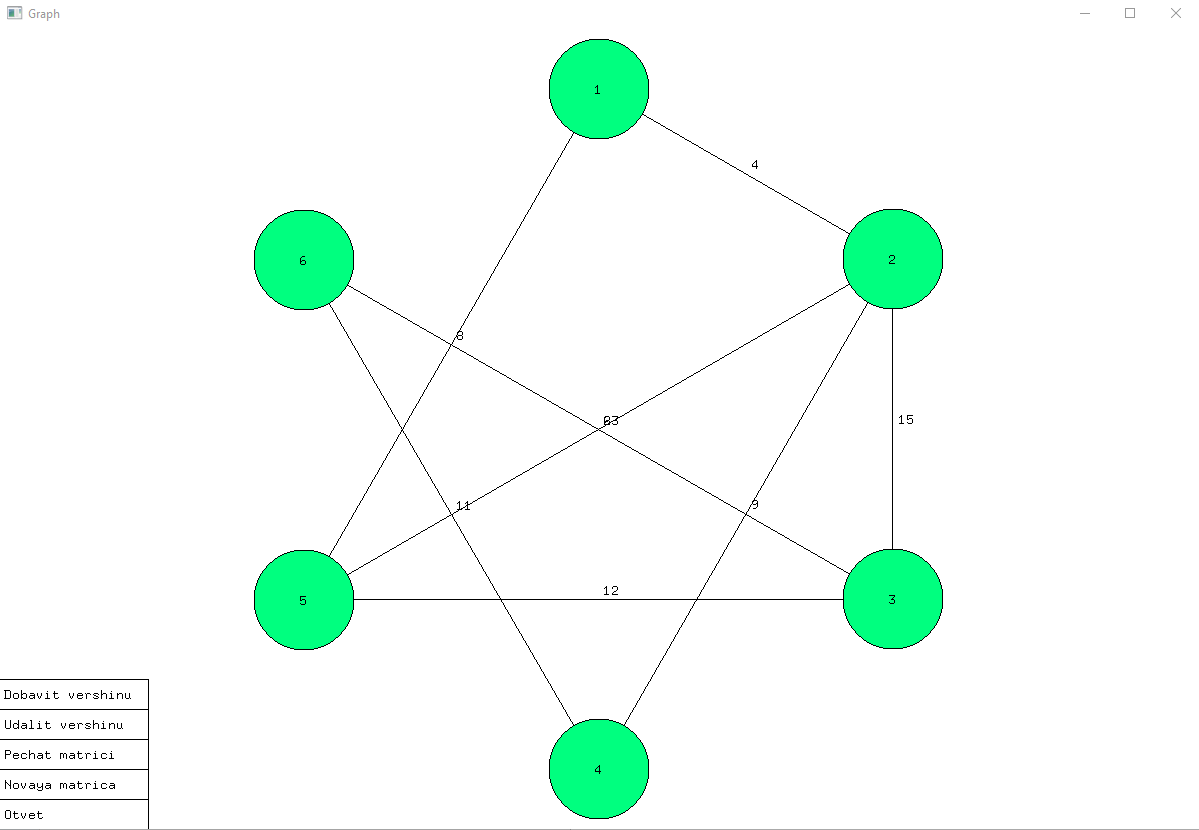 Graph
1
4
6
2
8
15
11
9
12
5
3
Dobavit vershinu
Udalit vershinu
Pechat matrici
4
Novaya matrica
Otvet